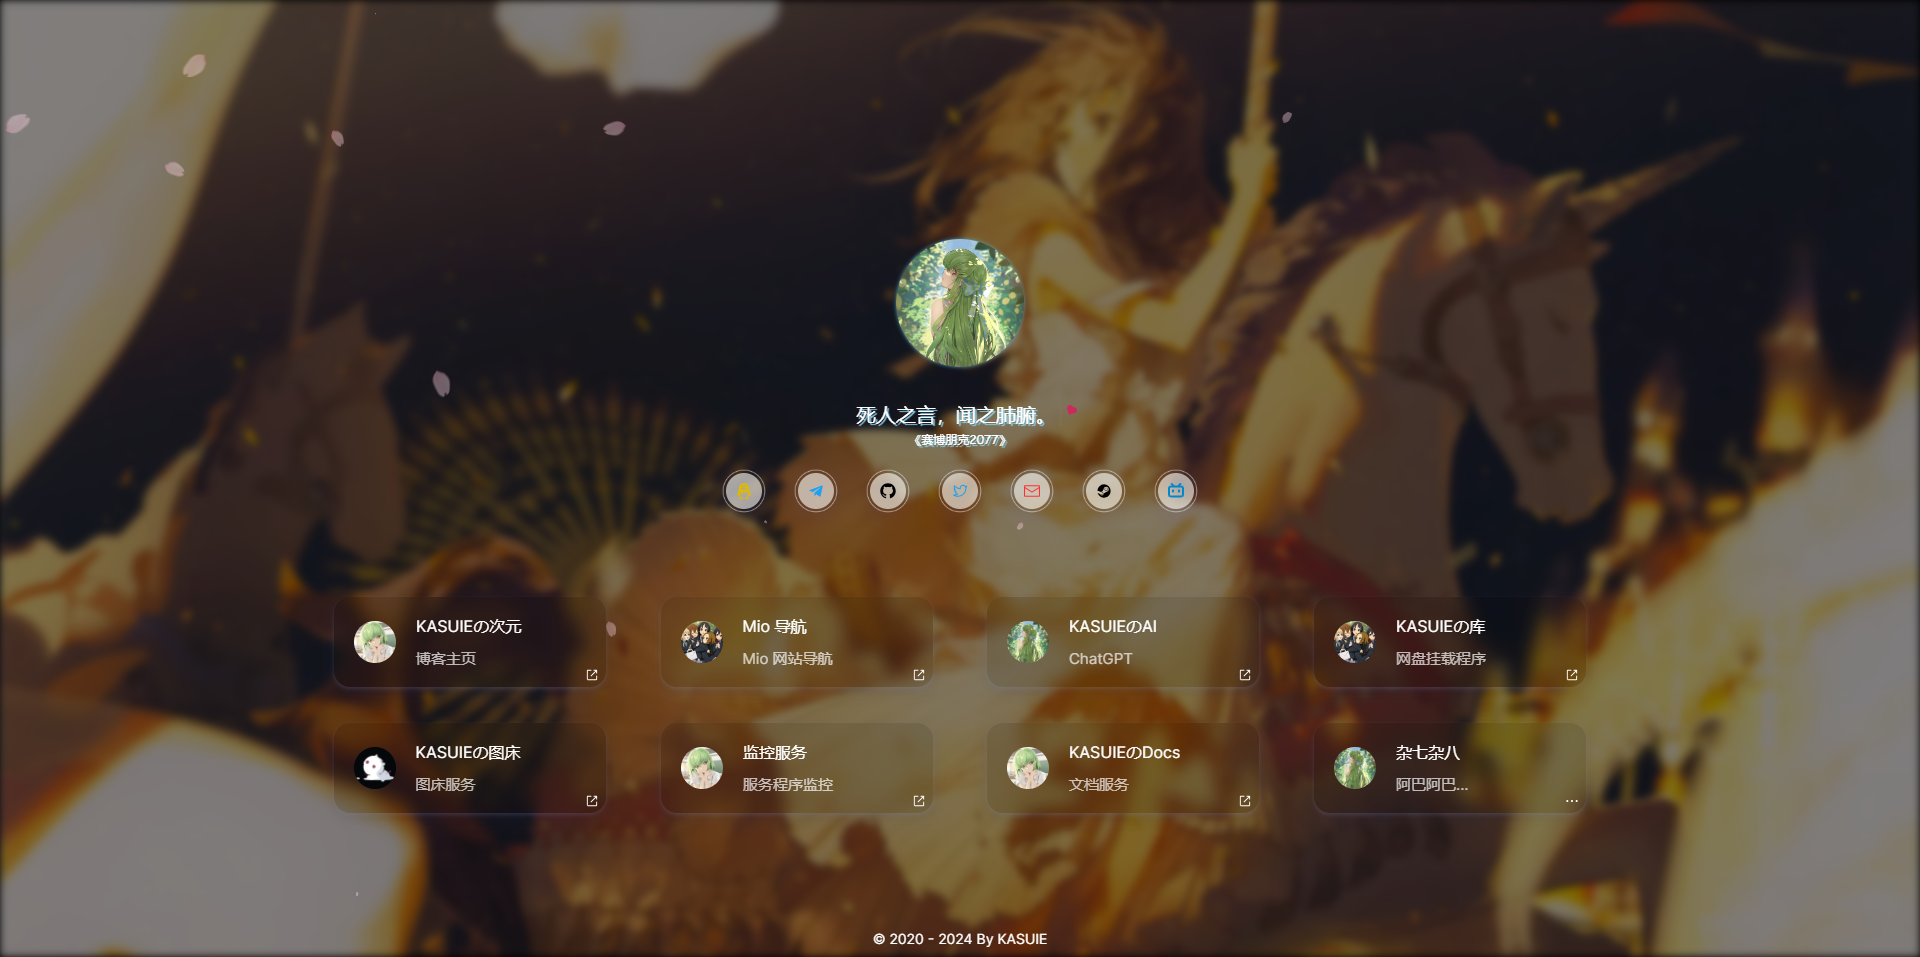 死人之言，闻之肺腑。
《赛博朋克2077》
KASUIEの次元
博客主页
Mio 导航
Mio 网站导航
KASUIEのAI
ChatGPT
KASUIEの库
网盘挂载程序
KASUIEの图床
图床服务
监控服务
服务程序监控
KASUIEのDocs
文档服务
杂七杂八
阿巴阿巴...
© 2020 - 2024 By KASUIE